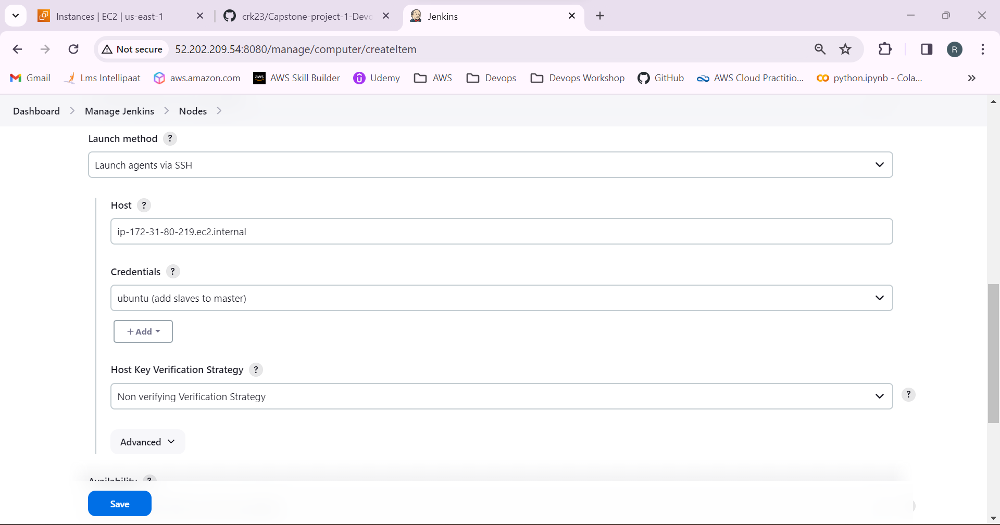 Instances | EC2 | us-east-1
crk23/Capstone-project-1-Devo
Jenkins
Not secure
52.202.209.54:8080/manage/computer/createItem
R
Gmail
Lms Intellipaat
aws.amazon.com
aws
AWS Skill Builder
Udemy
AWS
Devops
Devops Workshop
GitHub
AWS Cloud Practitio...
python.ipynb - Cola...
Dashboard
Manage Jenkins
Nodes
Launch method ?
Launch agents via SSH
Host ?
ip-172-31-80-219.ec2.internal
Credentials ?
ubuntu (add slaves to master)
+ Add
Host Key Verification Strategy ?
Non verifying Verification Strategy
?
Advanced
Availability ?
Save